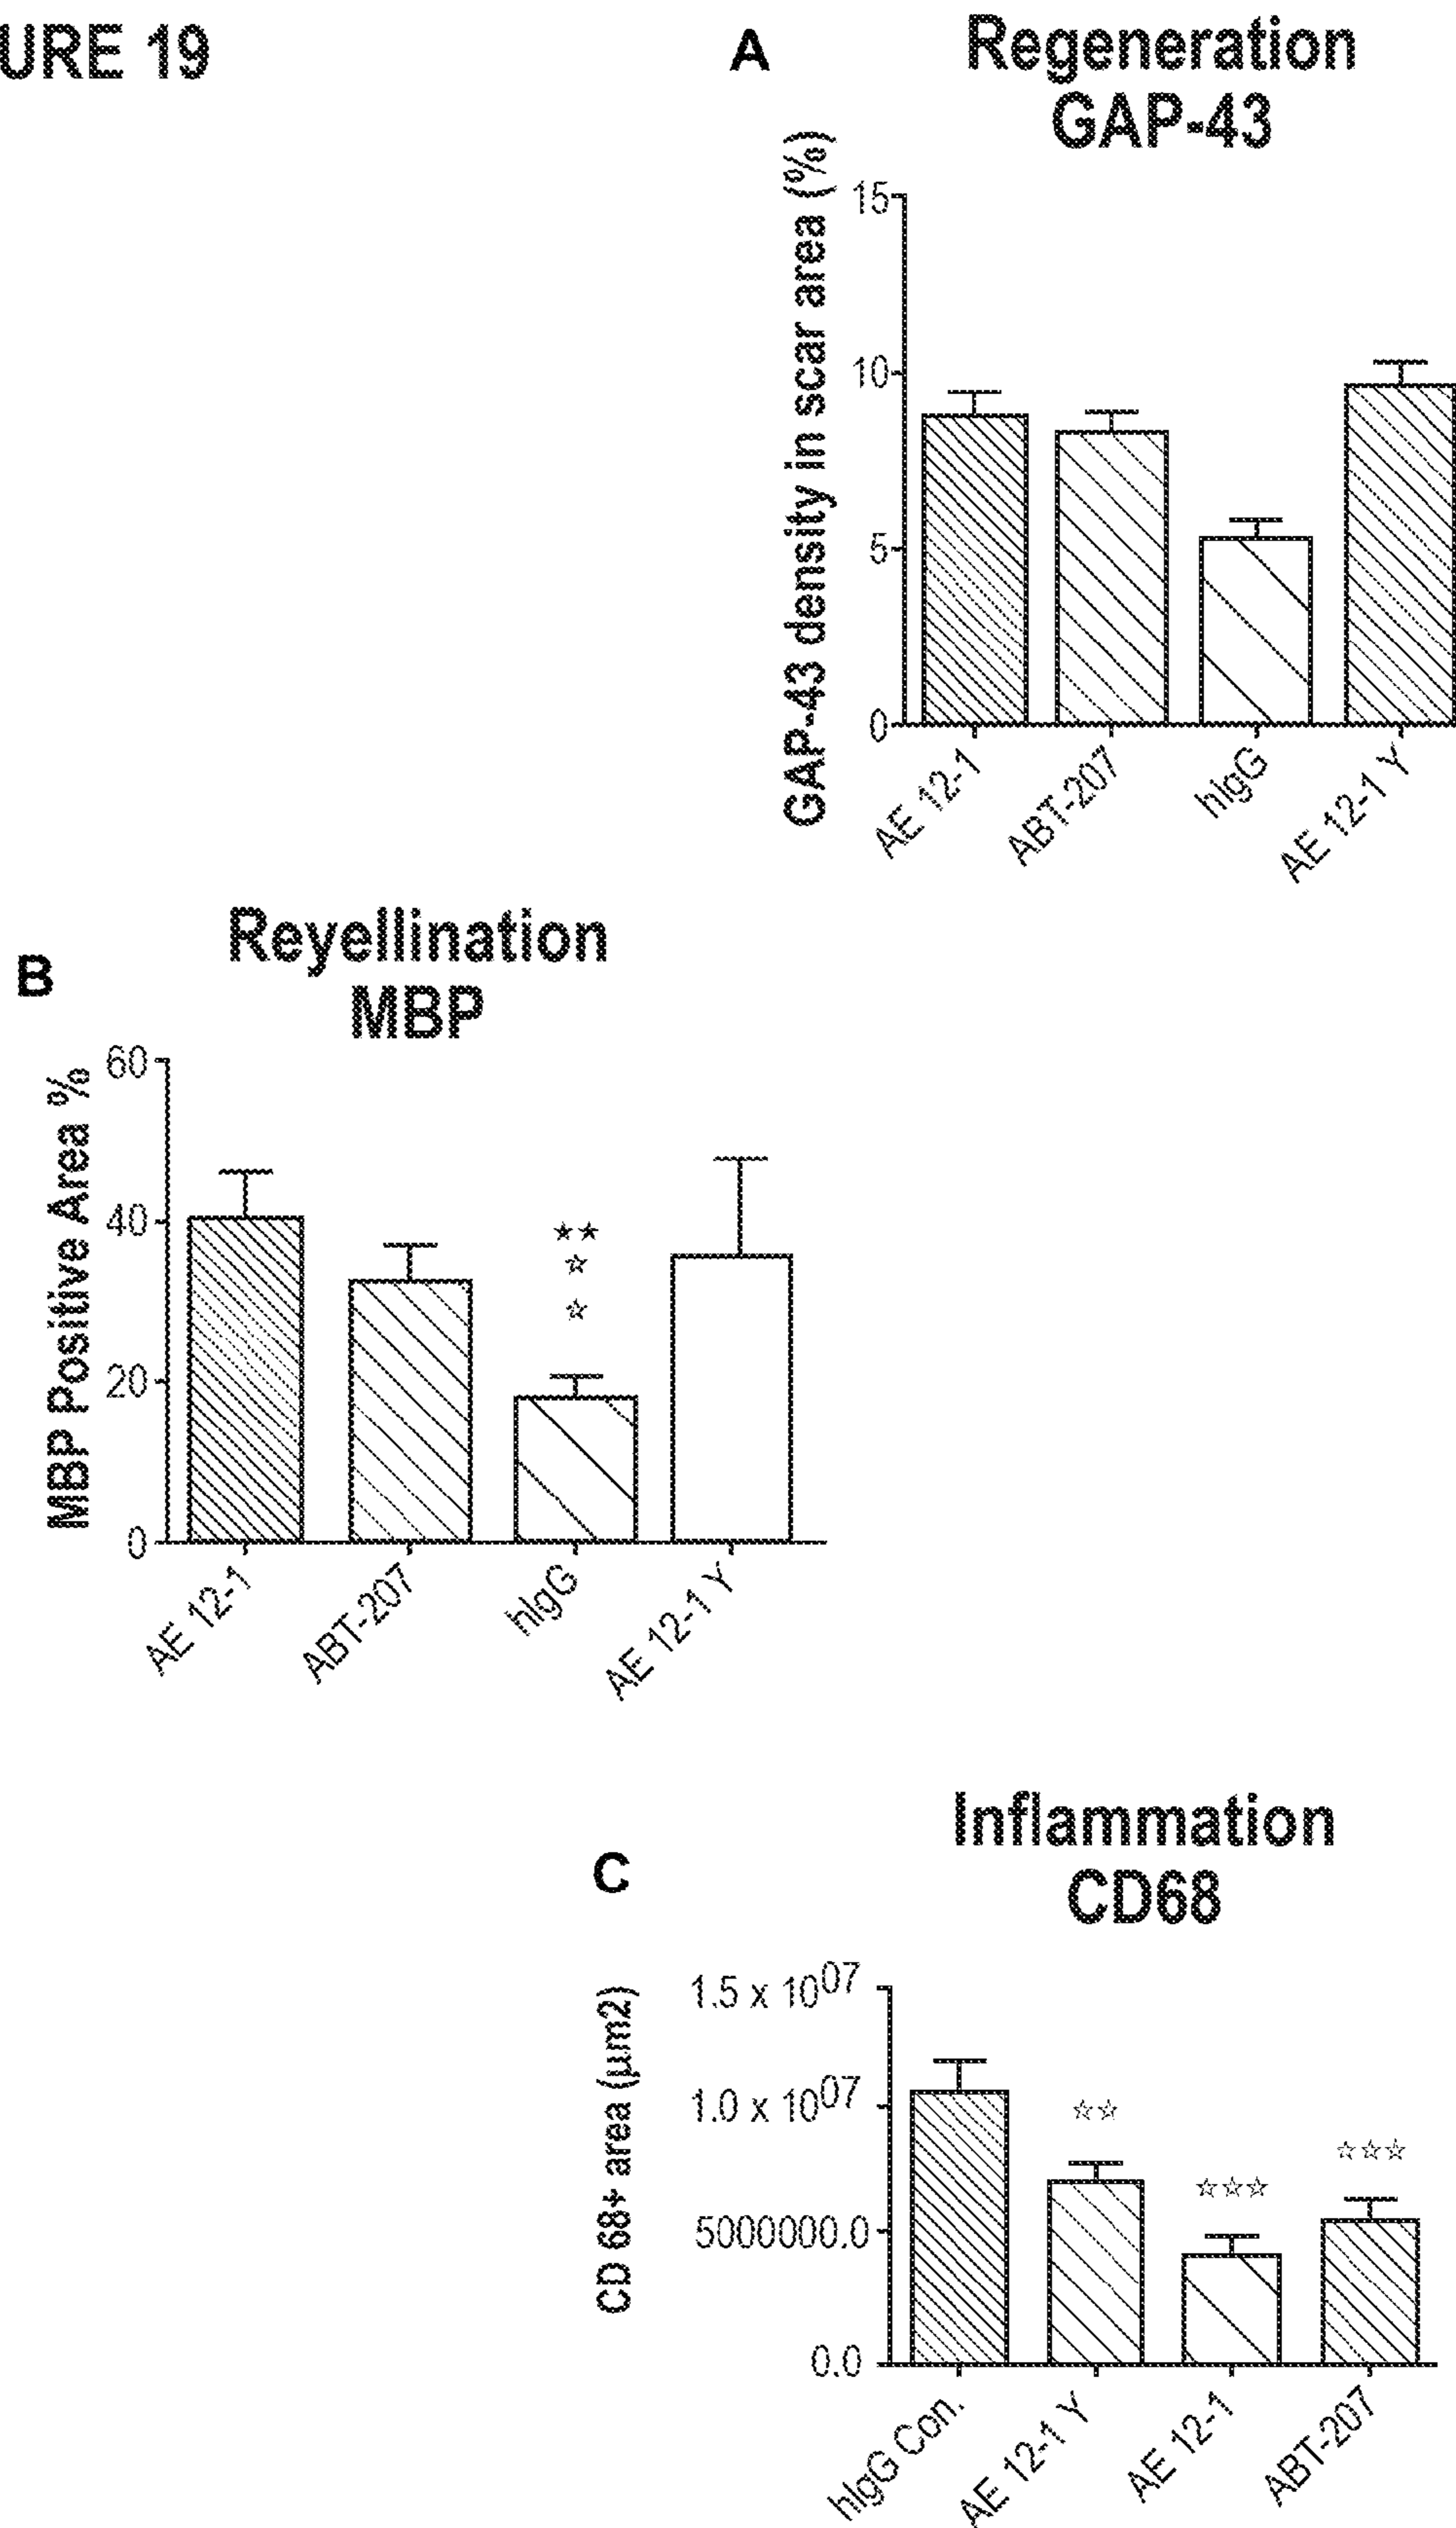 URE 19
A
Regeneration
GAP-43
GAP-43 density in scar area (%)
15
10
5
0
AE 12-1
ABT-207
hIgG
AE 12-1 Y
B
Reyellination
MBP
MBP Positive Area %
60
40
20
0
★★
☆
☆
AE 12-1
ABT-207
hIgG
AE 12-1 Y
C
Inflammation
CD68
CD 68+ area (μm2)
1.5 x 10^07
1.0 x 10^07
5000000.0
0.0
☆☆
☆☆☆
☆☆☆
hIgG Con.
AE 12-1 Y
AE 12-1
ABT-207